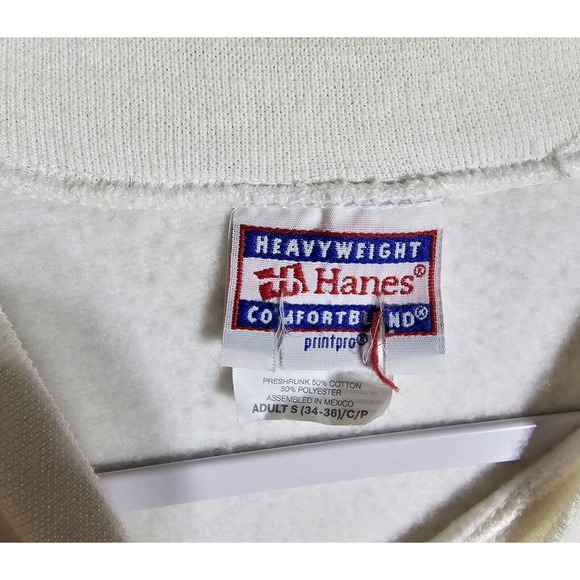 HEAVYWEIGHT
Hanes®
COMFORTBLEND®
printpro®
PRESHRUNK 50% COTTON
50% POLYESTER
ASSEMBLED IN MEXICO
ADULT S (34-36)/C/P